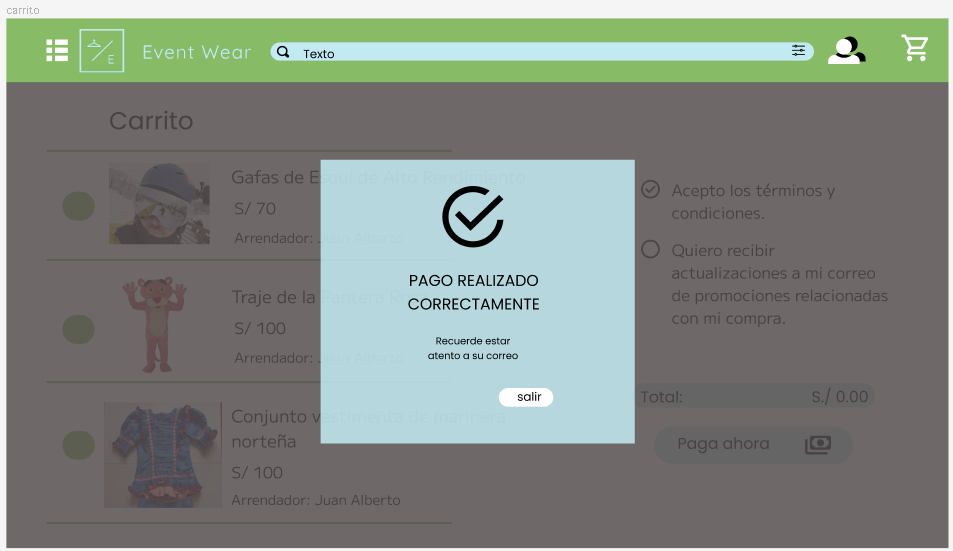 carrito
E
Event Wear
Texto
Carrito
Gafas de Esquí de Alto Rendimiento
S/ 70
Arrendador: Juan Alberto
Traje de la Pantera Ro
S/ 100
Arrendador: Juan Alberto
Conjunto vestimenta de marinera
norteña
S/ 100
Arrendador: Juan Alberto
PAGO REALIZADO
CORRECTAMENTE
Recuerde estar
atento a su correo
salir
Acepto los términos y
condiciones.
Quiero recibir
actualizaciones a mi correo
de promociones relacionadas
con mi compra.
Total: S./ 0.00
Paga ahora